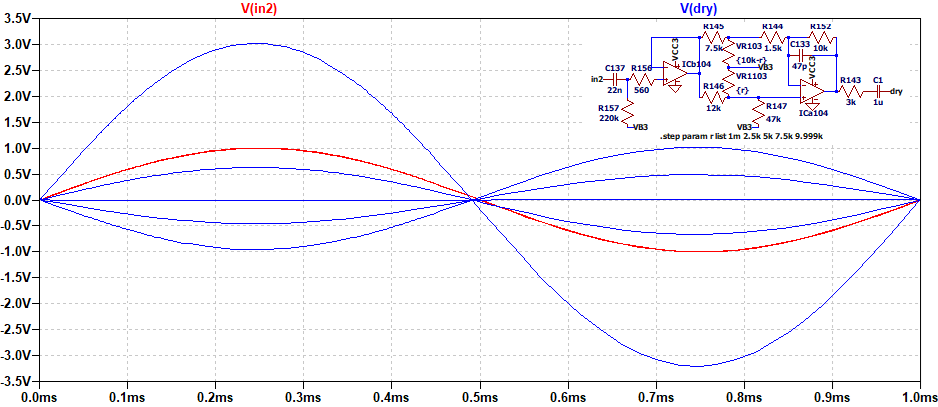 V(in2) V(dry)
3.5V
3.0V
2.5V
2.0V
1.5V
1.0V
0.5V
0.0V
-0.5V
-1.0V
-1.5V
-2.0V
-2.5V
-3.0V
-3.5V
0.0ms 0.1ms 0.2ms 0.3ms 0.4ms 0.5ms 0.6ms 0.7ms 0.8ms 0.9ms 1.0ms
R145 R144 R152
7.5k 1.5k 10k
VR103
{10k-r}
C133
47p
VCC3
VCC3
ICb104
VB3
C137 R156
in2
22n 560
VR1103
{r}
R146
12k
R157
220k
VB3
R147
47k
VB3
ICa104
R143 C1
dry
3k 1u
.step param r list 1m 2.5k 5k 7.5k 9.999k